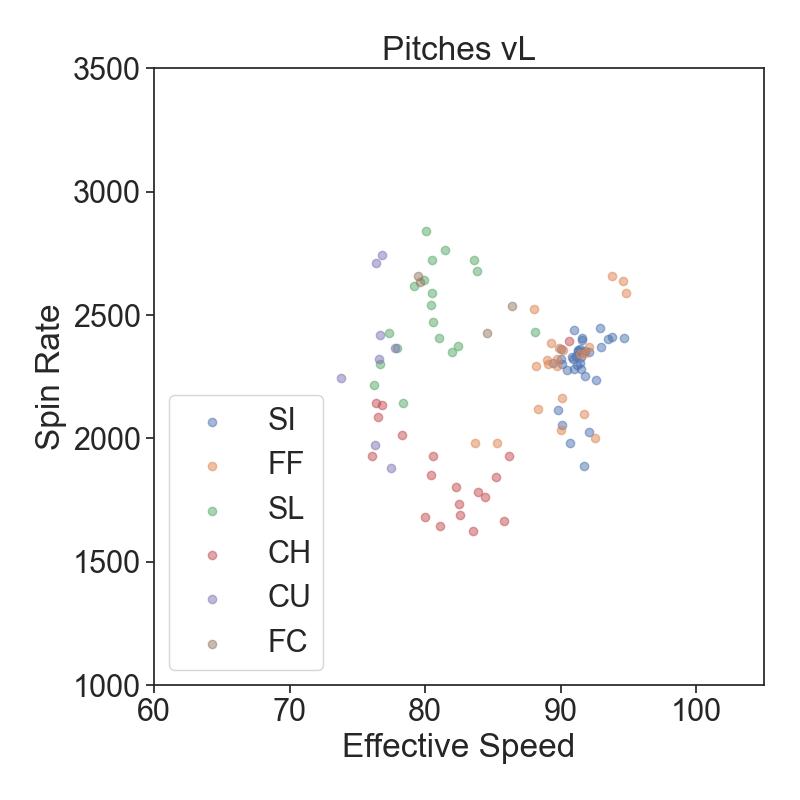 Pitches vL
3500
3000
2500
2000
1500
1000
Spin Rate
SI
FF
SL
CH
CU
FC
60 70 80 90 100
Effective Speed